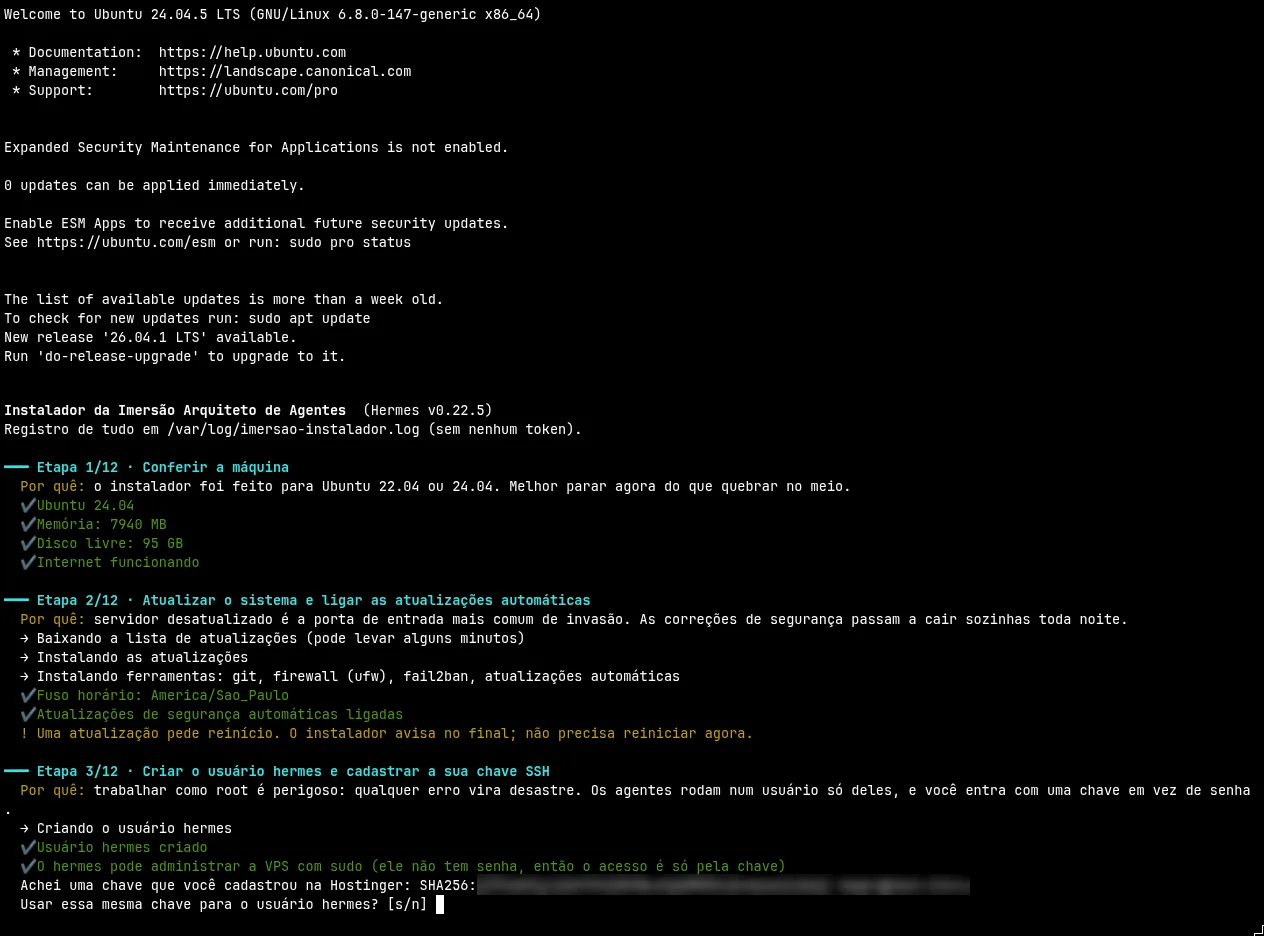 Welcome to Ubuntu 24.04.5 LTS (GNU/Linux 6.8.0-147-generic x86_64)
* Documentation:  https://help.ubuntu.com
* Management:     https://landscape.canonical.com
* Support:        https://ubuntu.com/pro
Expanded Security Maintenance for Applications is not enabled.
0 updates can be applied immediately.
Enable ESM Apps to receive additional future security updates.
See https://ubuntu.com/esm or run: sudo pro status
The list of available updates is more than a week old.
To check for new updates run: sudo apt update
New release '26.04.1 LTS' available.
Run 'do-release-upgrade' to upgrade to it.
Instalador da Imersão Arquiteto de Agentes  (Hermes v0.22.5)
Registro de tudo em /var/log/imersao-instalador.log (sem nenhum token).
━━━ Etapa 1/12 · Conferir a máquina
Por quê: o instalador foi feito para Ubuntu 22.04 ou 24.04. Melhor parar agora do que quebrar no meio.
✔Ubuntu 24.04
✔Memória: 7940 MB
✔Disco livre: 95 GB
✔Internet funcionando
━━━ Etapa 2/12 · Atualizar o sistema e ligar as atualizações automáticas
Por quê: servidor desatualizado é a porta de entrada mais comum de invasão. As correções de segurança passam a cair sozinhas toda noite.
→ Baixando a lista de atualizações (pode levar alguns minutos)
→ Instalando as atualizações
→ Instalando ferramentas: git, firewall (ufw), fail2ban, atualizações automáticas
✔Fuso horário: America/Sao_Paulo
✔Atualizações de segurança automáticas ligadas
! Uma atualização pede reinício. O instalador avisa no final; não precisa reiniciar agora.
━━━ Etapa 3/12 · Criar o usuário hermes e cadastrar a sua chave SSH
Por quê: trabalhar como root é perigoso: qualquer erro vira desastre. Os agentes rodam num usuário só deles, e você entra com uma chave em vez de senha
.
→ Criando o usuário hermes
✔Usuário hermes criado
✔O hermes pode administrar a VPS com sudo (ele não tem senha, então o acesso é só pela chave)
Achei uma chave que você cadastrou na Hostinger: SHA256:
Usar essa mesma chave para o usuário hermes? [s/n]